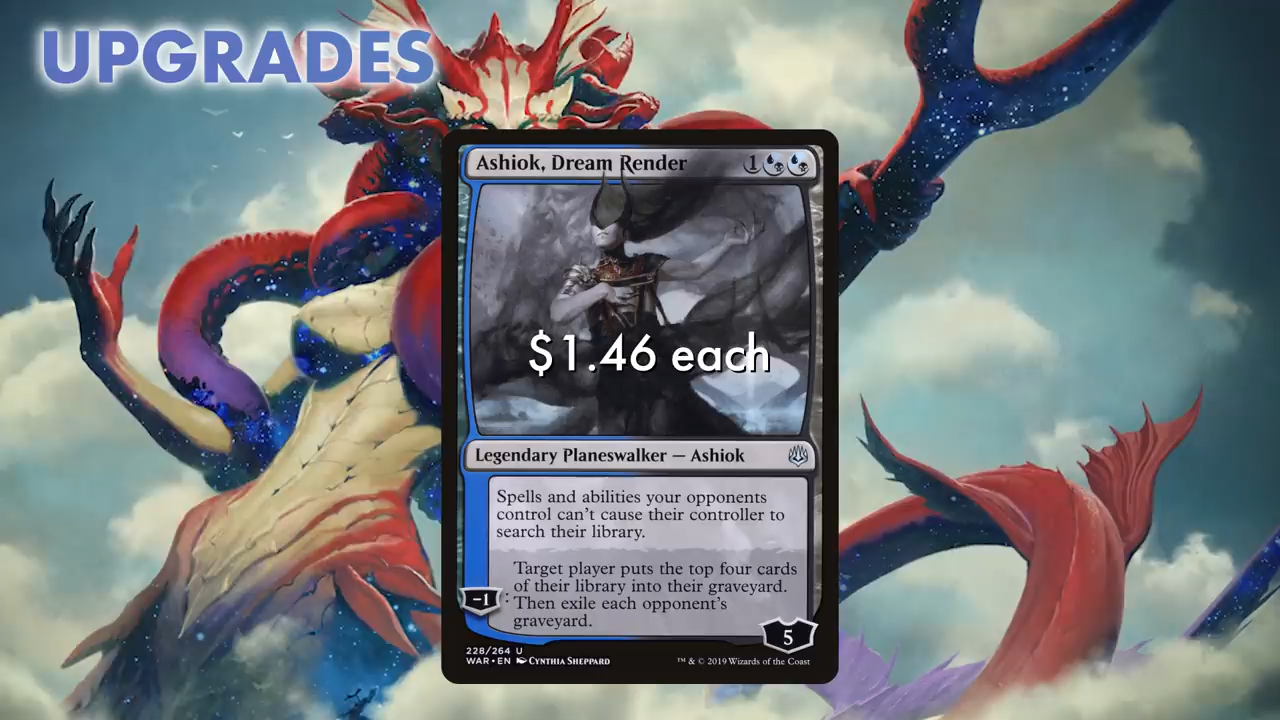 UPGRADES
Ashiok, Dream Render 1
$1.46 each
Legendary Planeswalker — Ashiok
Spells and abilities your opponents
control can't cause their controller to
search their library.
Target player puts the top four cards
of their library into their graveyard.
−1: Then exile each opponent's
graveyard.
5
228/264 U
WAR • EN Cynthia Sheppard
™ & © 2019 Wizards of the Coast